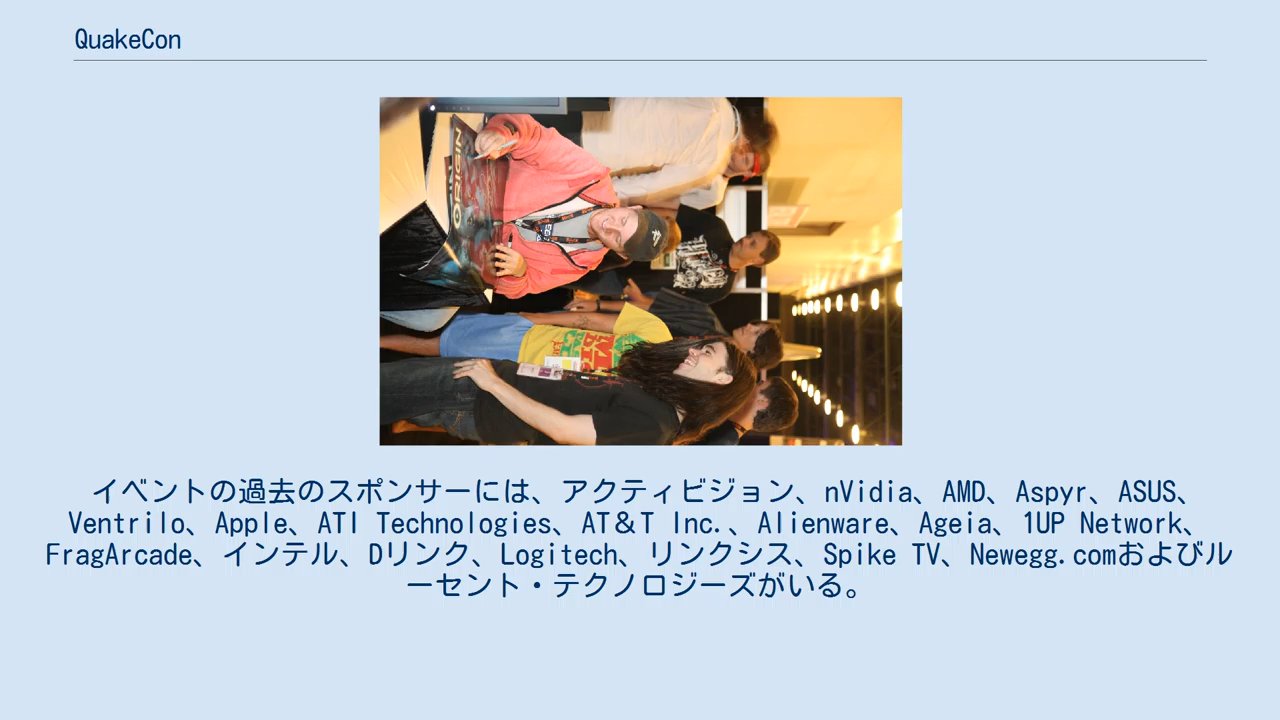 QuakeCon
ORIGIN
イベントの過去のスポンサーには、アクティビジョン、nVidia、AMD、Aspyr、ASUS、
Ventrilo、Apple、ATI Technologies、AT&T Inc.、Alienware、Ageia、1UP Network、
FragArcade、インテル、Dリンク、Logitech、リンクシス、Spike TV、Newegg.comおよびル
ーセント・テクノロジーズがいる。